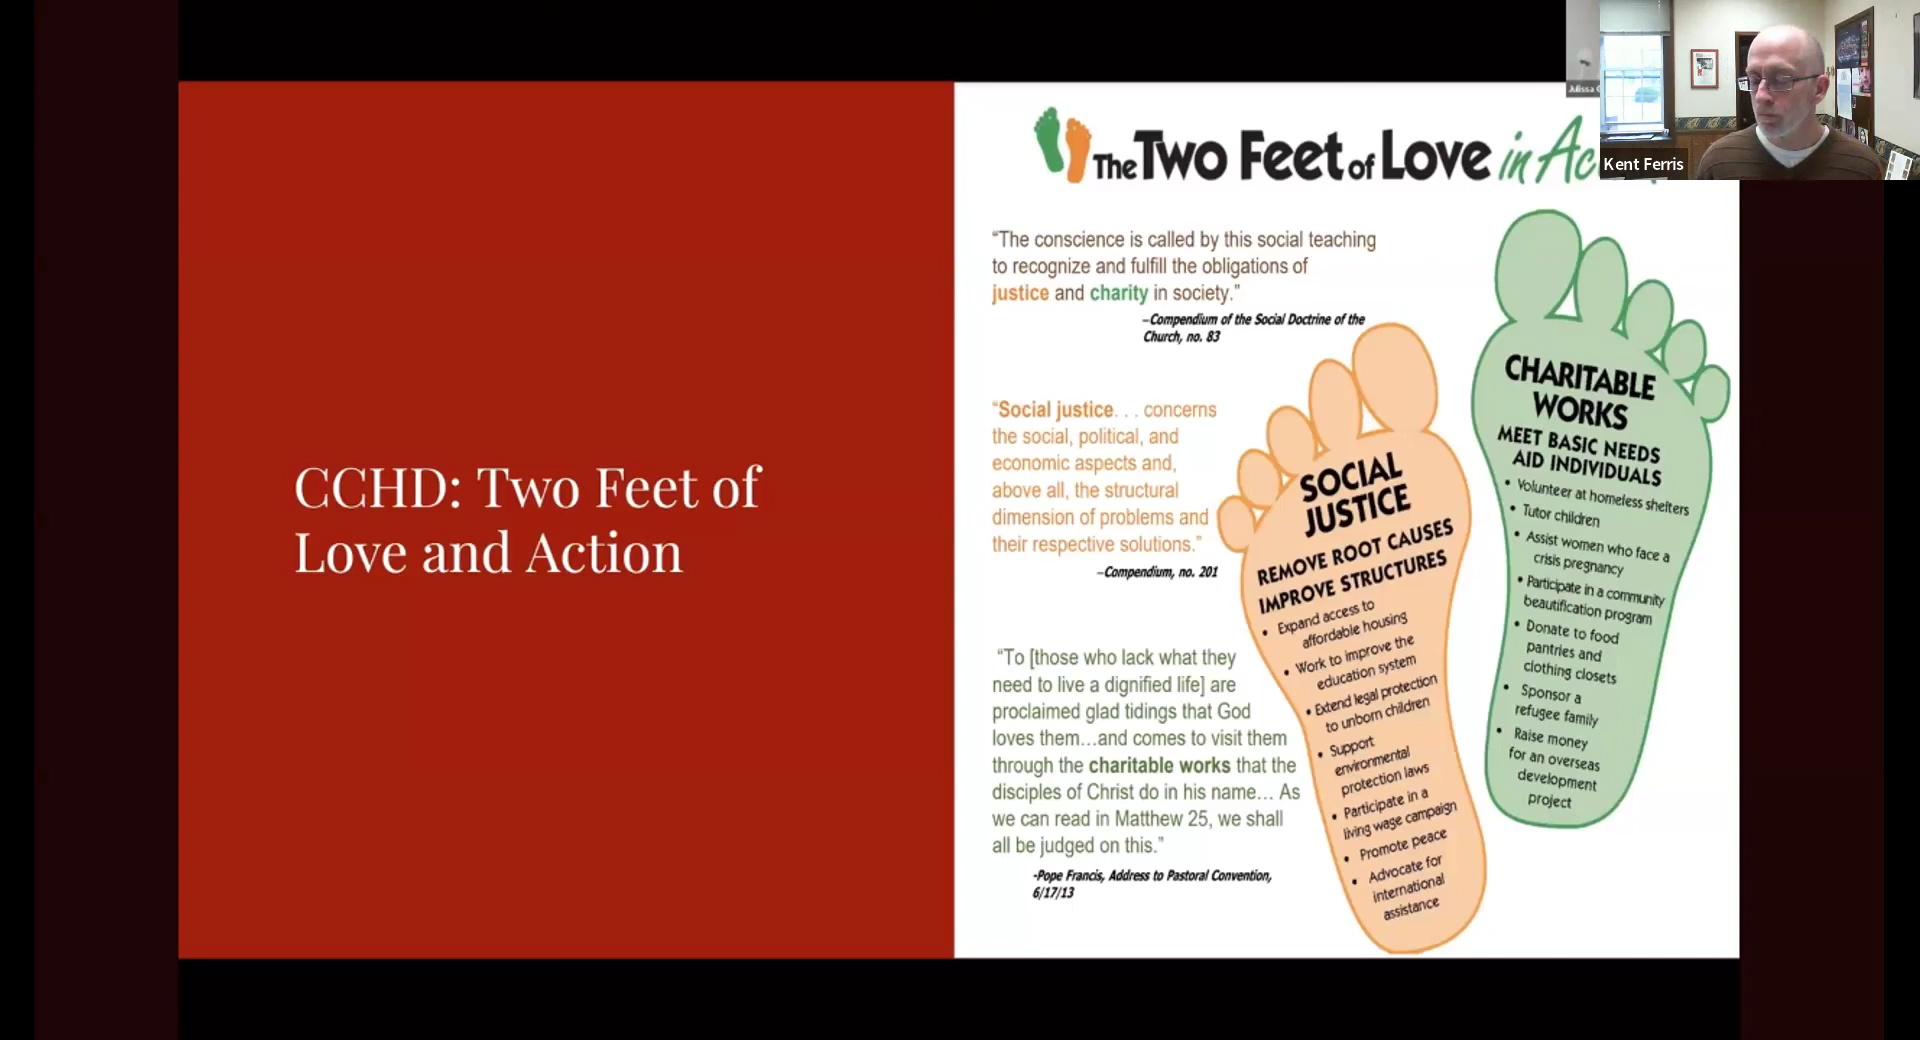 Julissa
Kent Ferris
CCHD: Two Feet of
Love and Action
The Two Feet of Love in
“The conscience is called by this social teaching
to recognize and fulfill the obligations of
justice and charity in society.”
–Compendium of the Social Doctrine of the
Church, no. 83
“Social justice. . . concerns
the social, political, and
economic aspects and,
above all, the structural
dimension of problems and
their respective solutions.”
–Compendium, no. 201
“To [those who lack what they
need to live a dignified life] are
proclaimed glad tidings that God
loves them…and comes to visit them
through the charitable works that the
disciples of Christ do in his name… As
we can read in Matthew 25, we shall
all be judged on this.”
-Pope Francis, Address to Pastoral Convention,
6/17/13
SOCIAL
JUSTICE
REMOVE ROOT CAUSES
IMPROVE STRUCTURES
• Expand access to
affordable housing
• Work to improve the
education system
• Extend legal protection
to unborn children
• Support
environmental
protection laws
• Participate in a
living wage campaign
• Promote peace
• Advocate for
international
assistance
CHARITABLE
WORKS
MEET BASIC NEEDS
AID INDIVIDUALS
• Volunteer at homeless shelters
• Tutor children
• Assist women who face a
crisis pregnancy
• Participate in a community
beautification program
• Donate to food
pantries and
clothing closets
• Sponsor a
refugee family
• Raise money
for an overseas
development
project